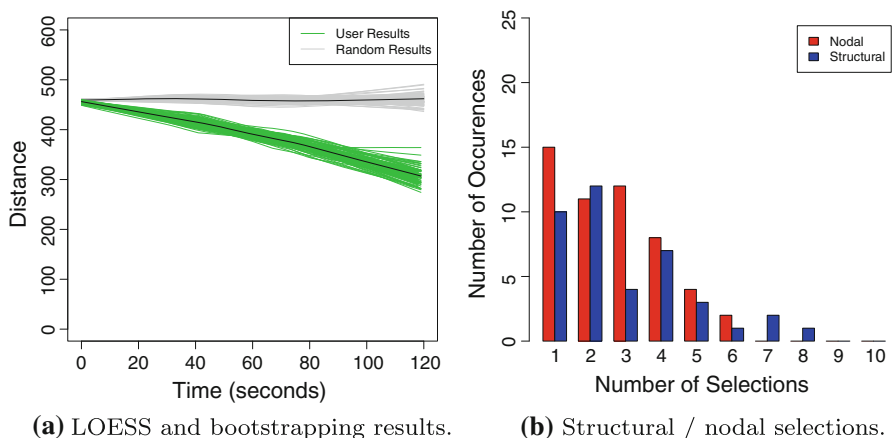 User Results
Random Results
600
500
400
300
200
100
0
Distance
0 20 40 60 80 100 120
Time (seconds)
(a) LOESS and bootstrapping results.
Nodal
Structural
25
20
15
10
5
0
Number of Occurences
1 2 3 4 5 6 7 8 9 10
Number of Selections
(b) Structural / nodal selections.